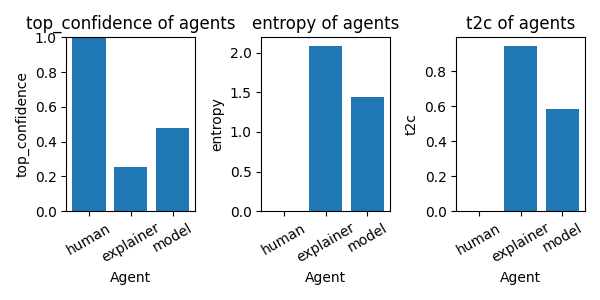 top_confidence of agents
top_confidence
1.0
0.8
0.6
0.4
0.2
0.0
human
explainer
model
Agent
entropy of agents
entropy
2.0
1.5
1.0
0.5
0.0
human
explainer
model
Agent
t2c of agents
t2c
0.8
0.6
0.4
0.2
0.0
human
explainer
model
Agent